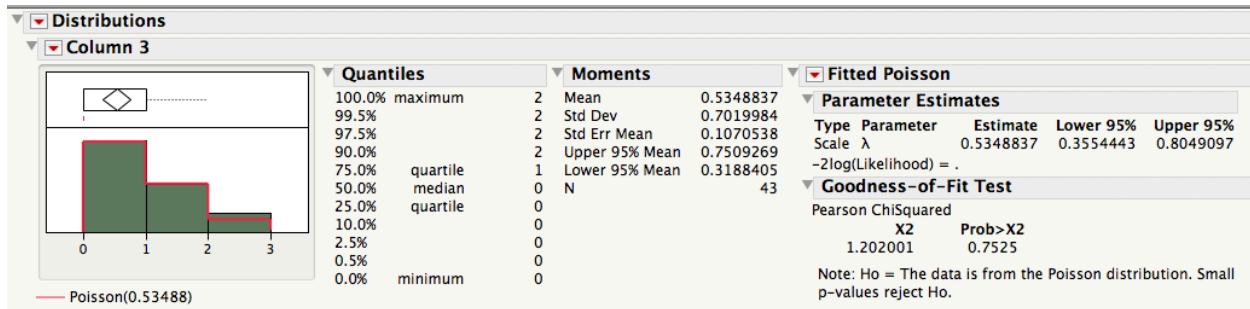 Distributions
Column 3
0 1 2 3
Poisson(0.53488)
Quantiles
100.0% maximum 2
99.5% 2
97.5% 2
90.0% 2
75.0% quartile 1
50.0% median 0
25.0% quartile 0
10.0% 0
2.5% 0
0.5% 0
0.0% minimum 0
Moments
Mean 0.5348837
Std Dev 0.7019984
Std Err Mean 0.1070538
Upper 95% Mean 0.7509269
Lower 95% Mean 0.3188405
N 43
Fitted Poisson
Parameter Estimates
Type Parameter Estimate Lower 95% Upper 95%
Scale λ 0.5348837 0.3554443 0.8049097
-2log(Likelihood) = .
Goodness-of-Fit Test
Pearson ChiSquared
X2 Prob>X2
1.202001 0.7525
Note: Ho = The data is from the Poisson distribution. Small
p-values reject Ho.